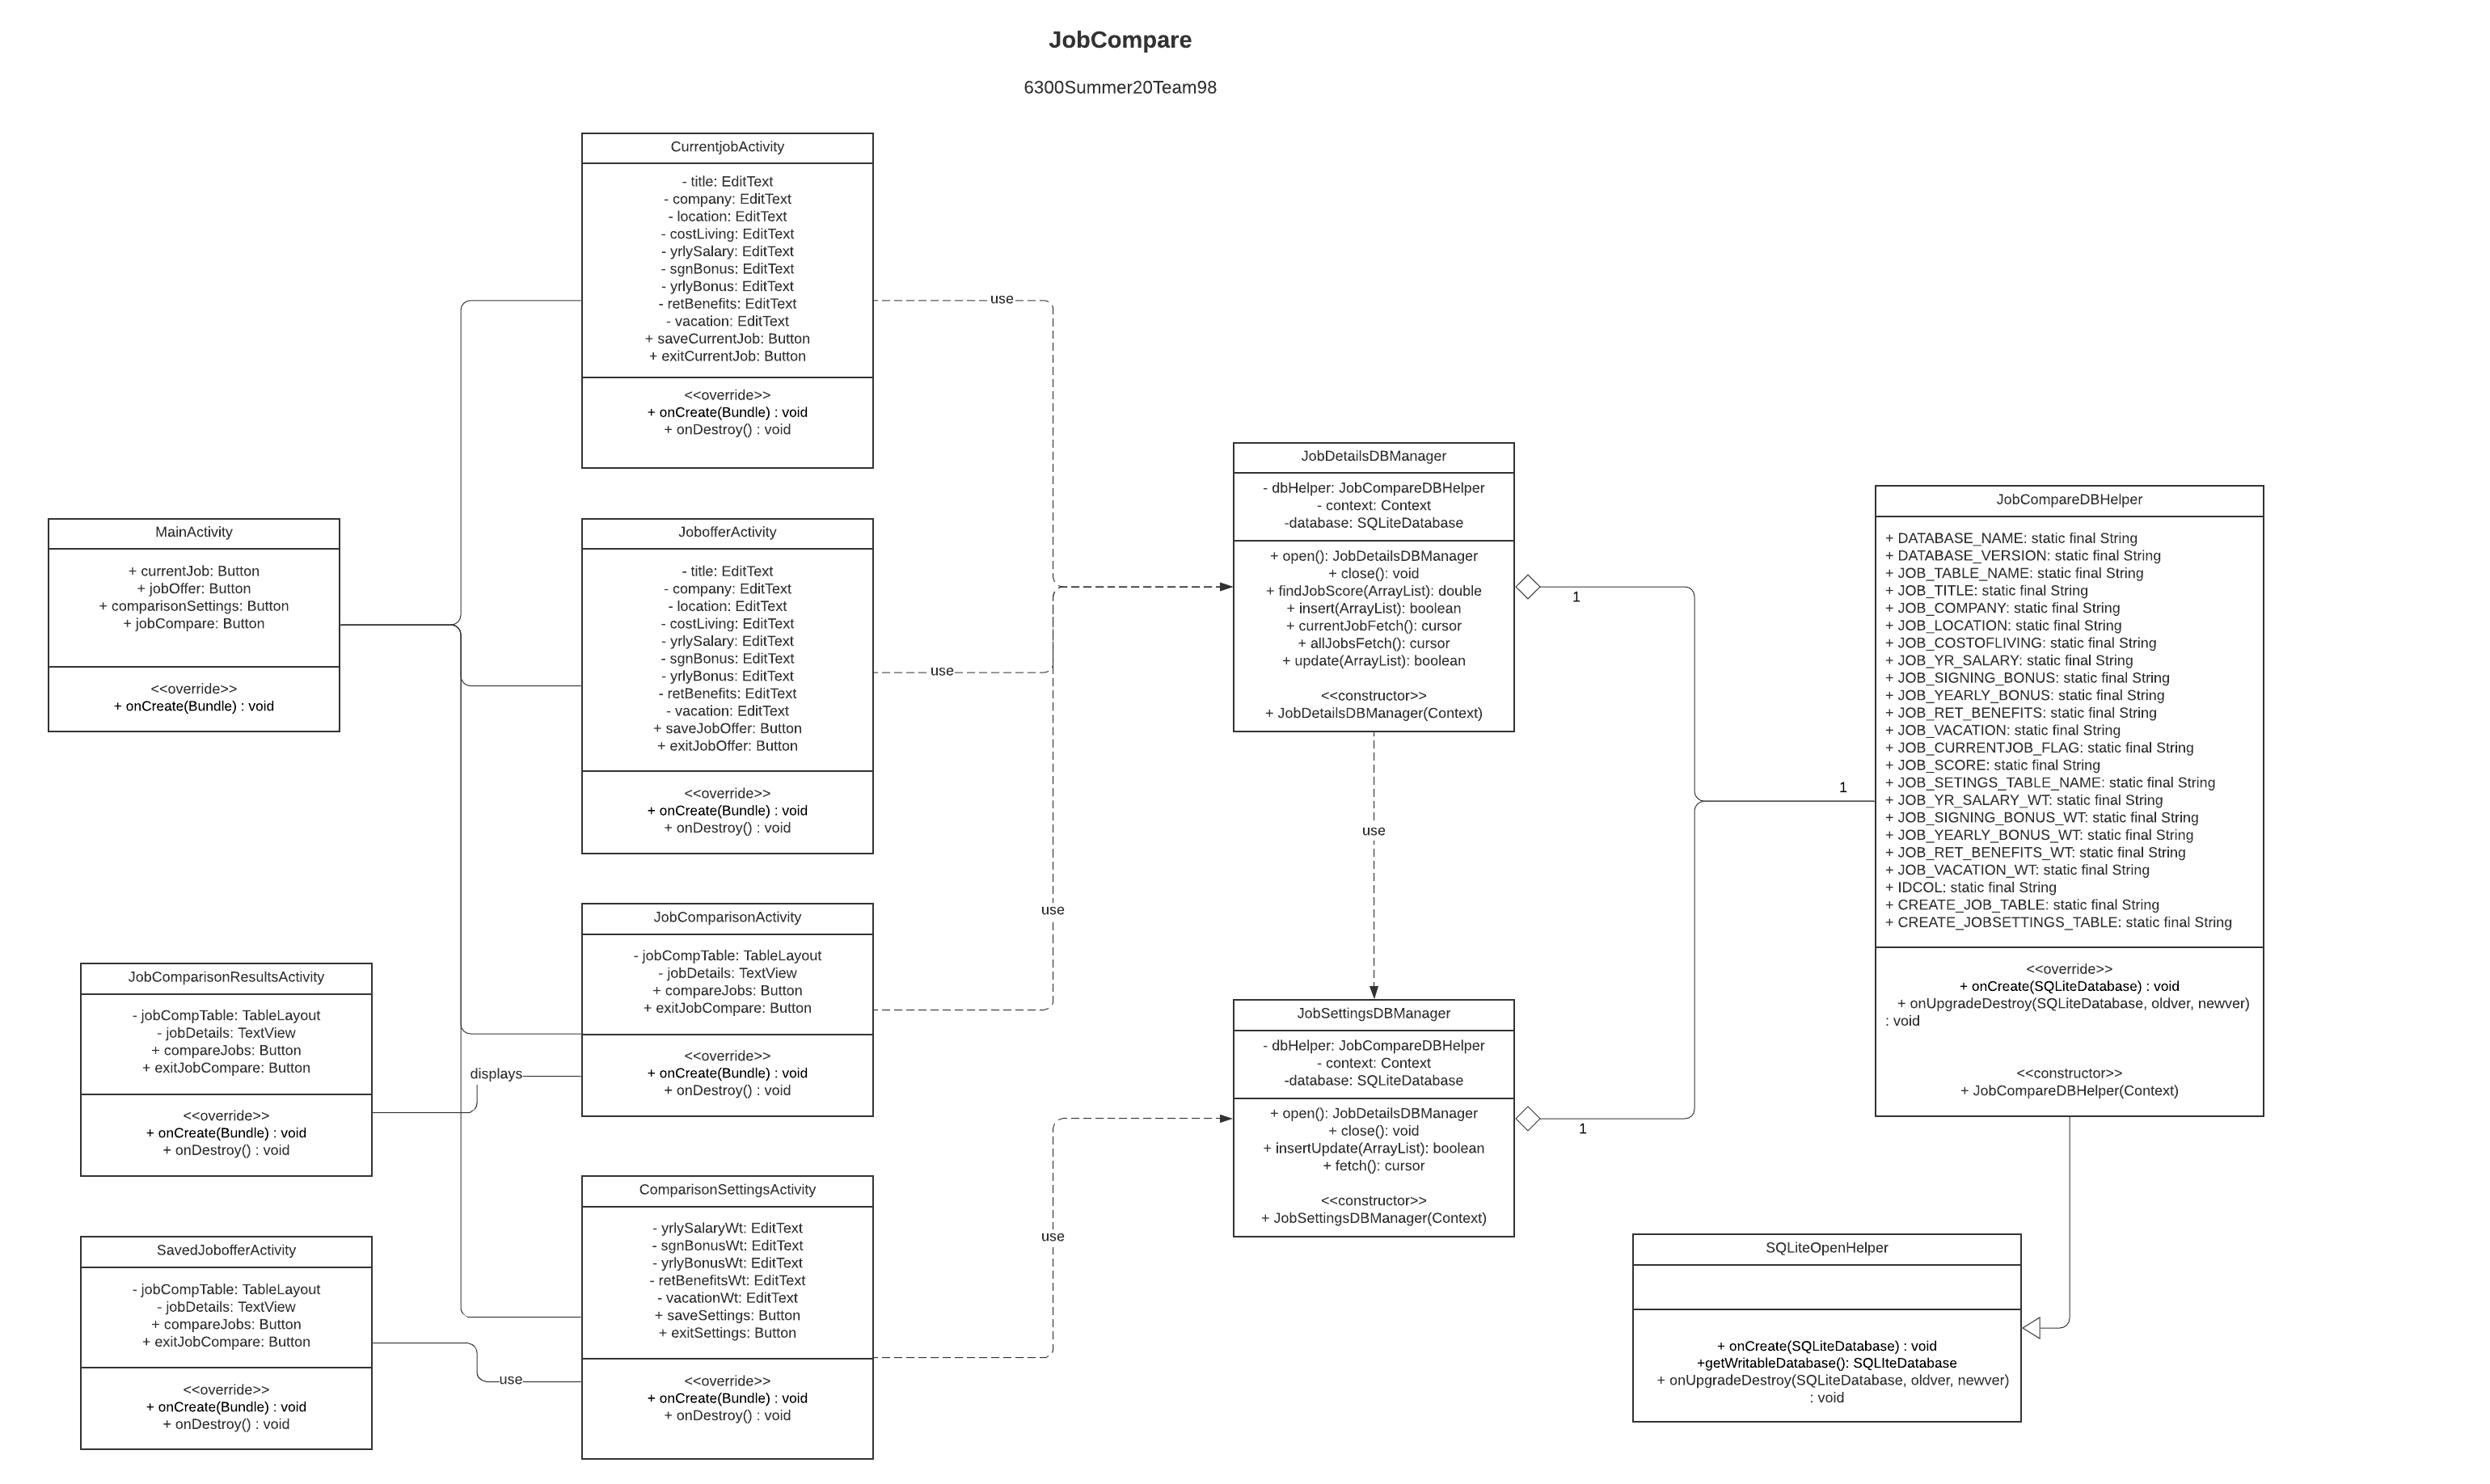 JobCompare
6300Summer20Team98
CurrentjobActivity
- title: EditText
- company: EditText
- location: EditText
- costLiving: EditText
- yrlySalary: EditText
- sgnBonus: EditText
- yrlyBonus: EditText
- retBenefits: EditText
- vacation: EditText
+ saveCurrentJob: Button
+ exitCurrentJob: Button
<<override>>
+ onCreate(Bundle) : void
+ onDestroy() : void
MainActivity
+ currentJob: Button
+ jobOffer: Button
+ comparisonSettings: Button
+ jobCompare: Button
<<override>>
+ onCreate(Bundle) : void
JobofferActivity
- title: EditText
- company: EditText
- location: EditText
- costLiving: EditText
- yrlySalary: EditText
- sgnBonus: EditText
- yrlyBonus: EditText
- retBenefits: EditText
- vacation: EditText
+ saveJobOffer: Button
+ exitJobOffer: Button
<<override>>
+ onCreate(Bundle) : void
+ onDestroy() : void
JobComparisonActivity
- jobCompTable: TableLayout
- jobDetails: TextView
+ compareJobs: Button
+ exitJobCompare: Button
<<override>>
+ onCreate(Bundle) : void
+ onDestroy() : void
JobComparisonResultsActivity
- jobCompTable: TableLayout
- jobDetails: TextView
+ compareJobs: Button
+ exitJobCompare: Button
<<override>>
+ onCreate(Bundle) : void
+ onDestroy() : void
displays
ComparisonSettingsActivity
- yrlySalaryWt: EditText
- sgnBonusWt: EditText
- yrlyBonusWt: EditText
- retBenefitsWt: EditText
- vacationWt: EditText
+ saveSettings: Button
+ exitSettings: Button
<<override>>
+ onCreate(Bundle) : void
+ onDestroy() : void
SavedJobofferActivity
- jobCompTable: TableLayout
- jobDetails: TextView
+ compareJobs: Button
+ exitJobCompare: Button
<<override>>
+ onCreate(Bundle) : void
+ onDestroy() : void
use
use
use
use
use
JobDetailsDBManager
- dbHelper: JobCompareDBHelper
- context: Context
-database: SQLiteDatabase
+ open(): JobDetailsDBManager
+ close(): void
+ findJobScore(ArrayList): double
+ insert(ArrayList): boolean
+ currentJobFetch(): cursor
+ allJobsFetch(): cursor
+ update(ArrayList): boolean
<<constructor>>
+ JobDetailsDBManager(Context)
1
use
JobSettingsDBManager
- dbHelper: JobCompareDBHelper
- context: Context
-database: SQLiteDatabase
+ open(): JobDetailsDBManager
+ close(): void
+ insertUpdate(ArrayList): boolean
+ fetch(): cursor
<<constructor>>
+ JobSettingsDBManager(Context)
1
1
JobCompareDBHelper
+ DATABASE_NAME: static final String
+ DATABASE_VERSION: static final String
+ JOB_TABLE_NAME: static final String
+ JOB_TITLE: static final String
+ JOB_COMPANY: static final String
+ JOB_LOCATION: static final String
+ JOB_COSTOFLIVING: static final String
+ JOB_YR_SALARY: static final String
+ JOB_SIGNING_BONUS: static final String
+ JOB_YEARLY_BONUS: static final String
+ JOB_RET_BENEFITS: static final String
+ JOB_VACATION: static final String
+ JOB_CURRENTJOB_FLAG: static final String
+ JOB_SCORE: static final String
+ JOB_SETINGS_TABLE_NAME: static final String
+ JOB_YR_SALARY_WT: static final String
+ JOB_SIGNING_BONUS_WT: static final String
+ JOB_YEARLY_BONUS_WT: static final String
+ JOB_RET_BENEFITS_WT: static final String
+ JOB_VACATION_WT: static final String
+ IDCOL: static final String
+ CREATE_JOB_TABLE: static final String
+ CREATE_JOBSETTINGS_TABLE: static final String
<<override>>
+ onCreate(SQLiteDatabase) : void
+ onUpgradeDestroy(SQLiteDatabase, oldver, newver)
: void
<<constructor>>
+ JobCompareDBHelper(Context)
SQLiteOpenHelper
+ onCreate(SQLiteDatabase) : void
+getWritableDatabase(): SQLIteDatabase
+ onUpgradeDestroy(SQLiteDatabase, oldver, newver)
: void